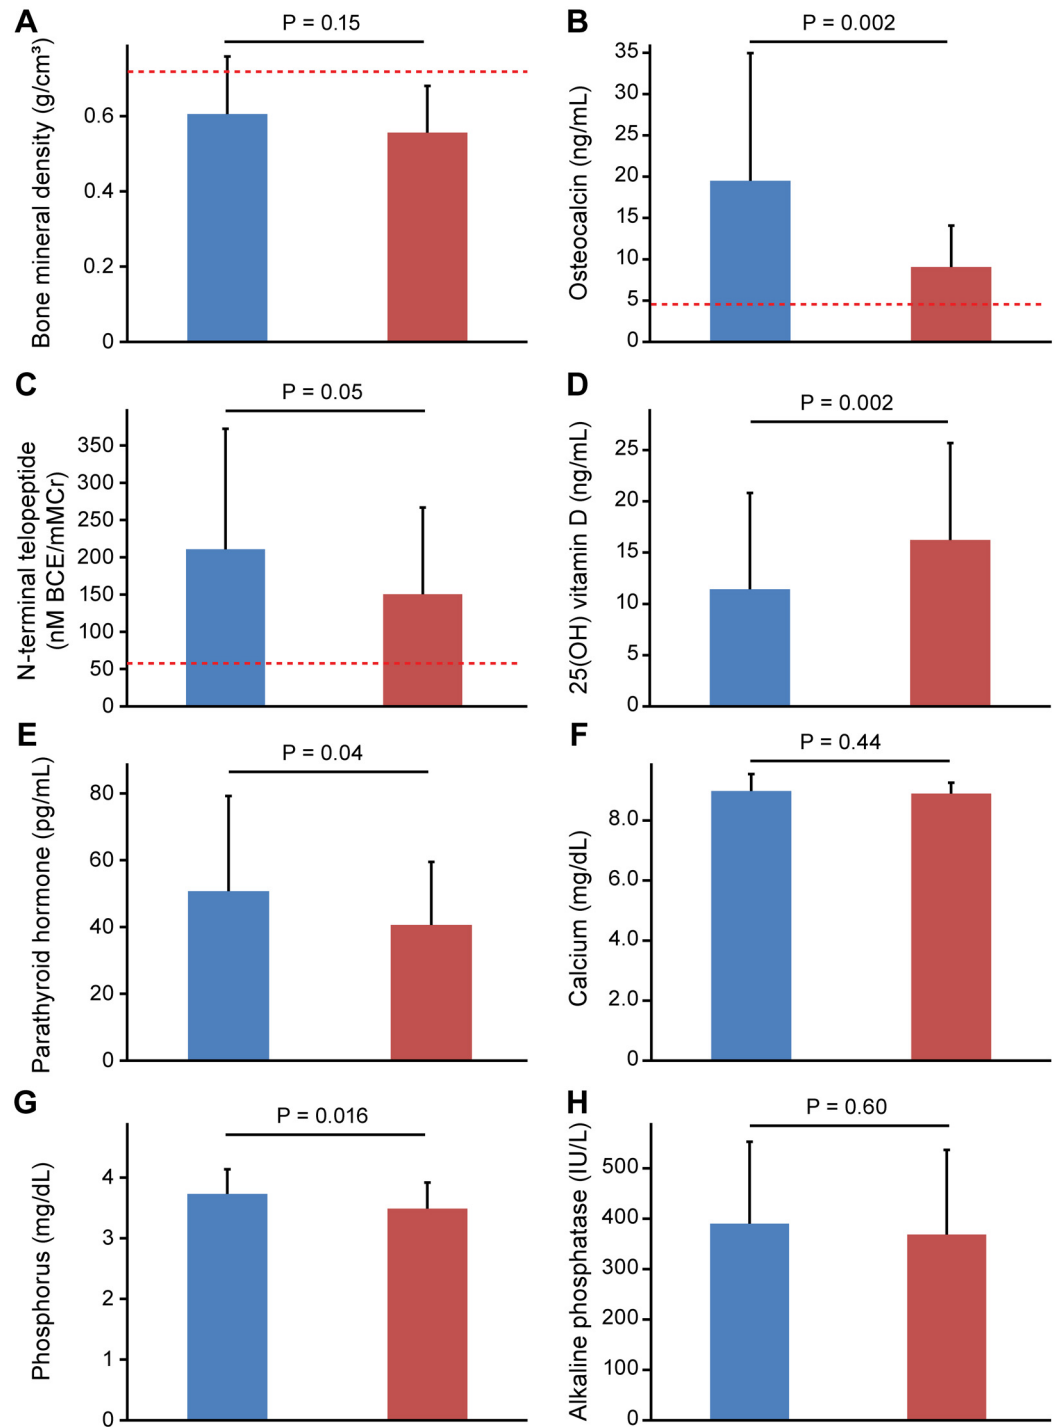 A
P = 0.15
Bone mineral density (g/cm³)
0.6
0.4
0.2
0
B
P = 0.002
Osteocalcin (ng/mL)
35
30
25
20
15
10
5
0
C
P = 0.05
N-terminal telopeptide
(nM BCE/mMCr)
350
300
250
200
150
100
50
0
D
P = 0.002
25(OH) vitamin D (ng/mL)
25
20
15
10
5
0
E
P = 0.04
Parathyroid hormone (pg/mL)
80
60
40
20
0
F
P = 0.44
Calcium (mg/dL)
8.0
6.0
4.0
2.0
0
G
P = 0.016
Phosphorus (mg/dL)
4
3
2
1
0
H
P = 0.60
Alkaline phosphatase (IU/L)
500
400
300
200
100
0